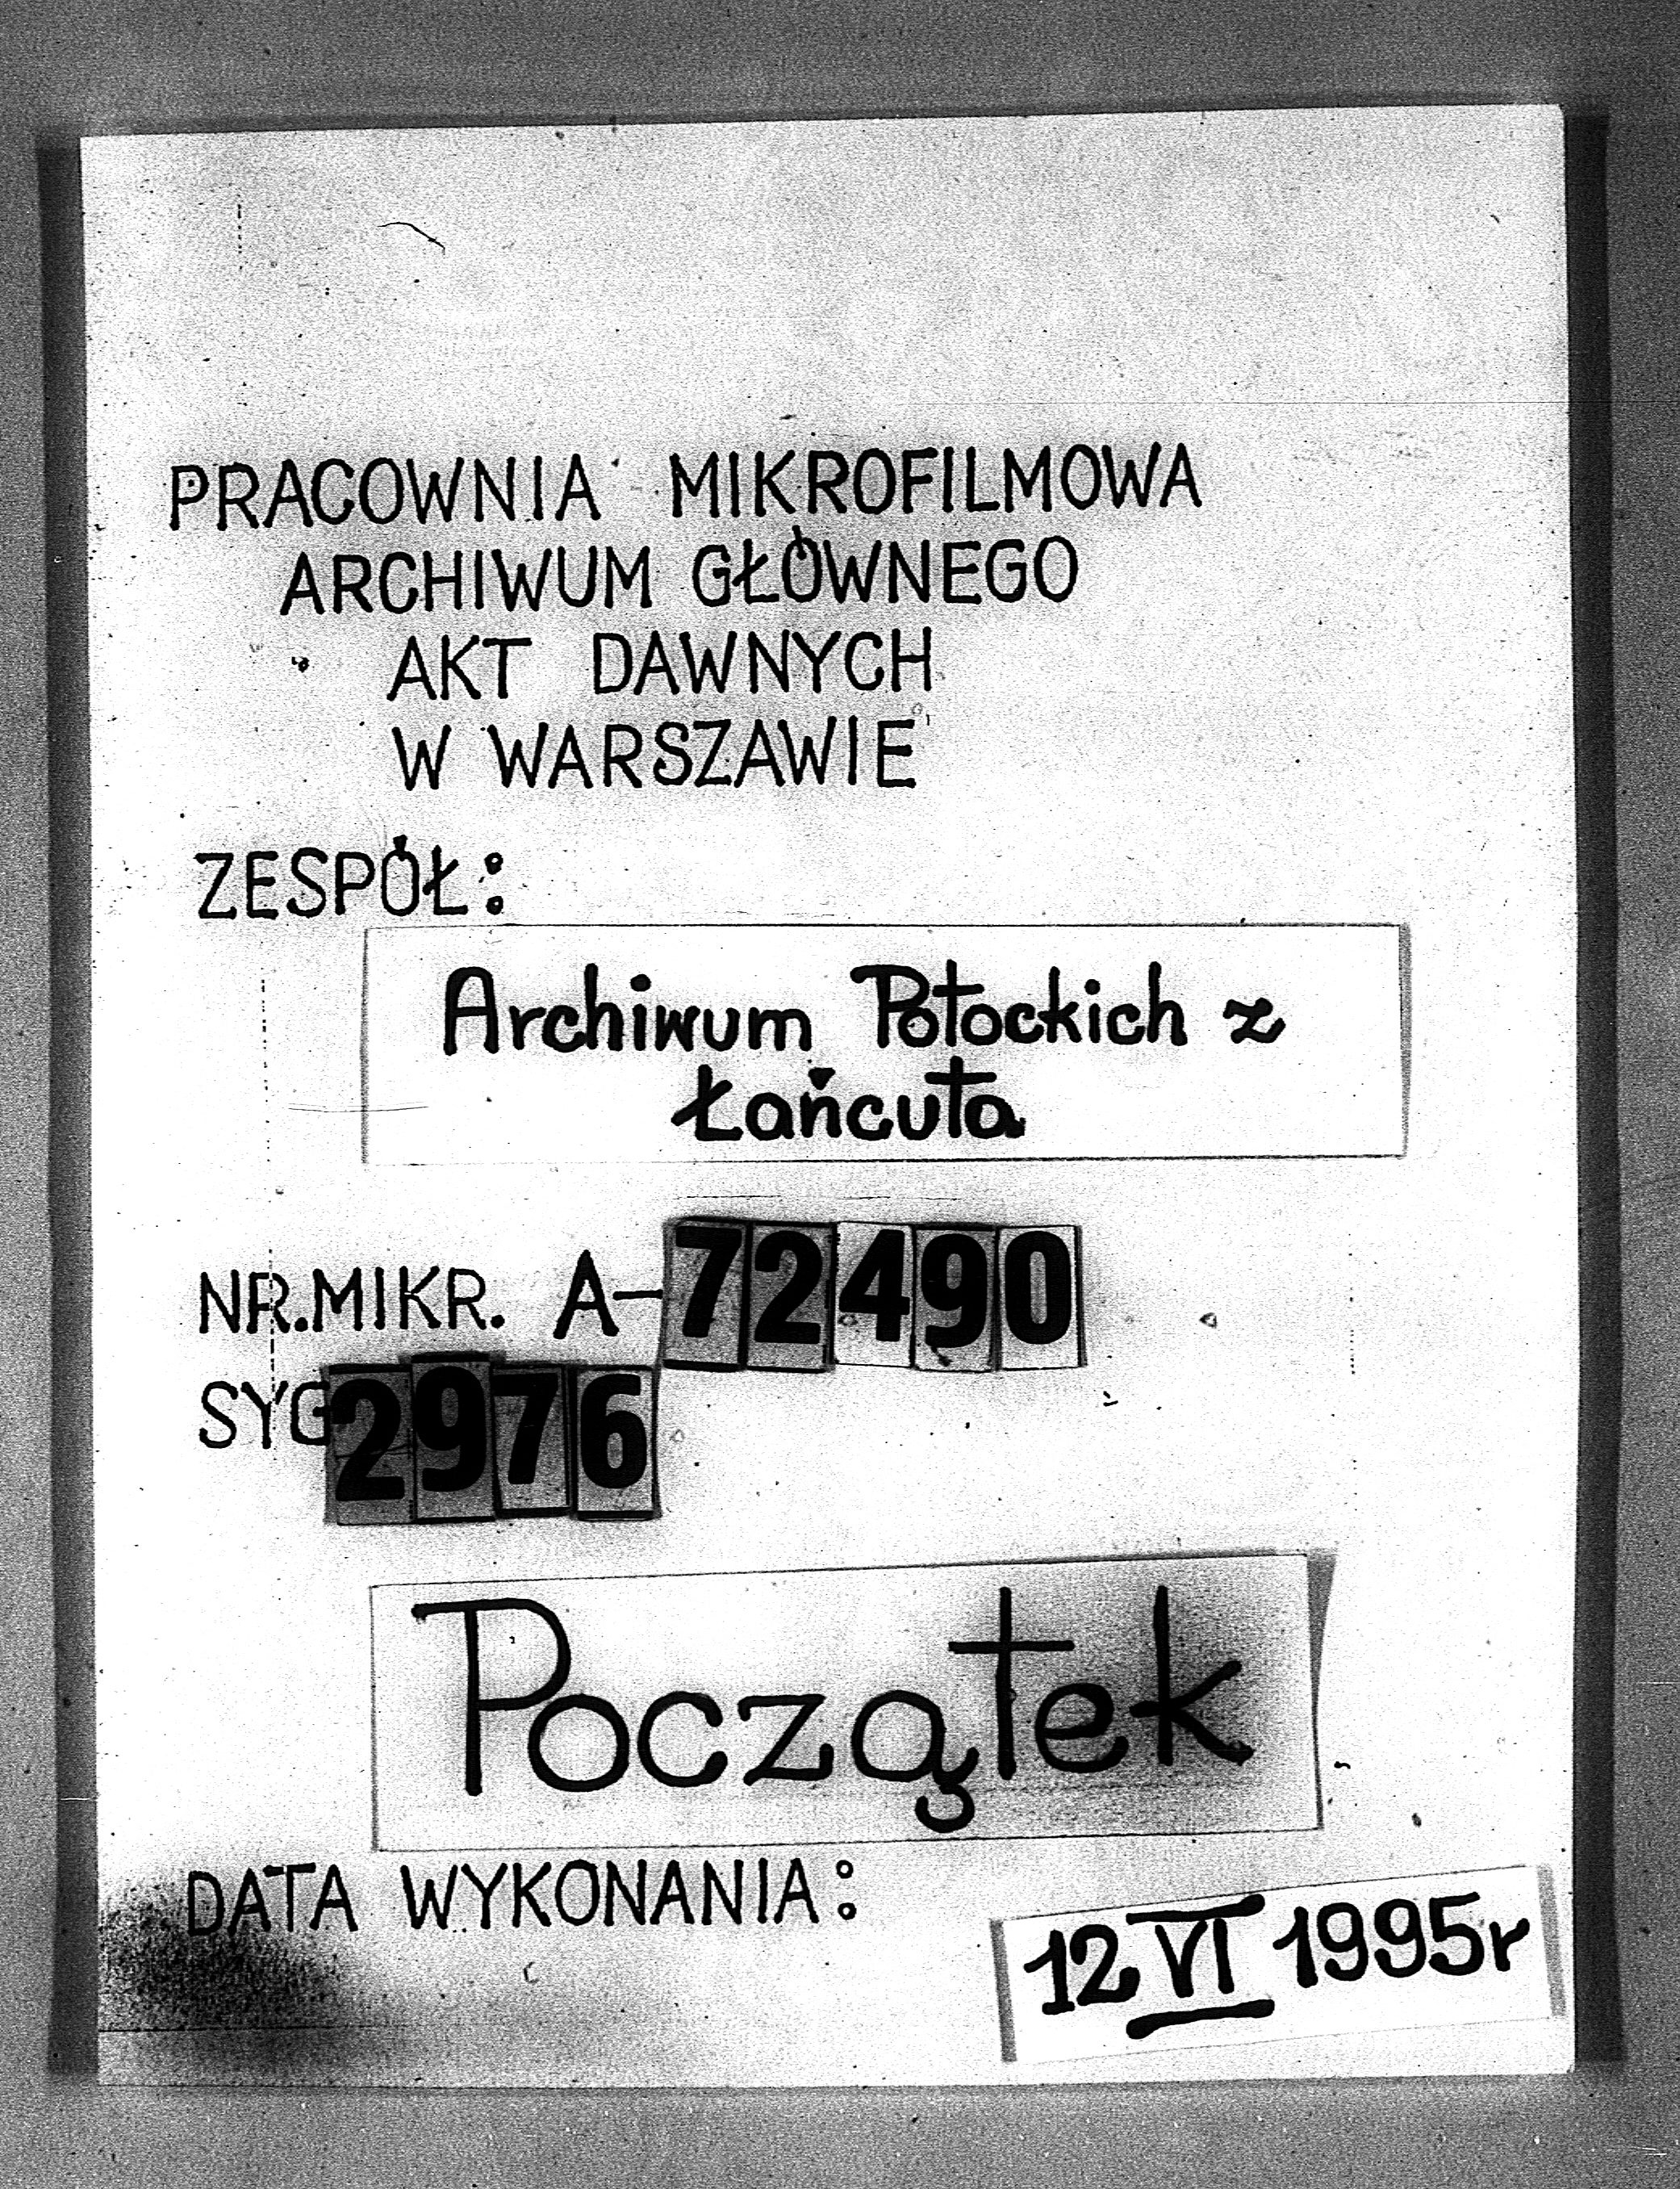 PRACOWNIA MIKROFILMOWA
ARCHIWUM GŁÓWNEGO
AKT DAWNYCH
W WARSZAWIE
ZESPÓŁ:
Archiwum Potockich z
Łańcuta
NR.MIKR. A-72490
SYG 2976
Początek
DATA WYKONANIA:
12 VI 1995r